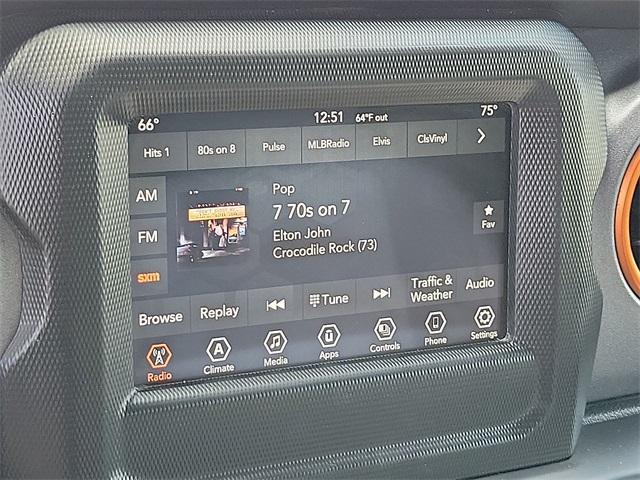 66° 12:51 64°F out 75°
Hits 1 80s on 8 Pulse MLBRadio Elvis ClsVinyl
AM
FM
sxm
Pop
7 70s on 7
Elton John
Crocodile Rock (73)
Fav
Browse Replay Tune Traffic & Weather Audio
Radio Climate Media Apps Controls Phone Settings
A
ü